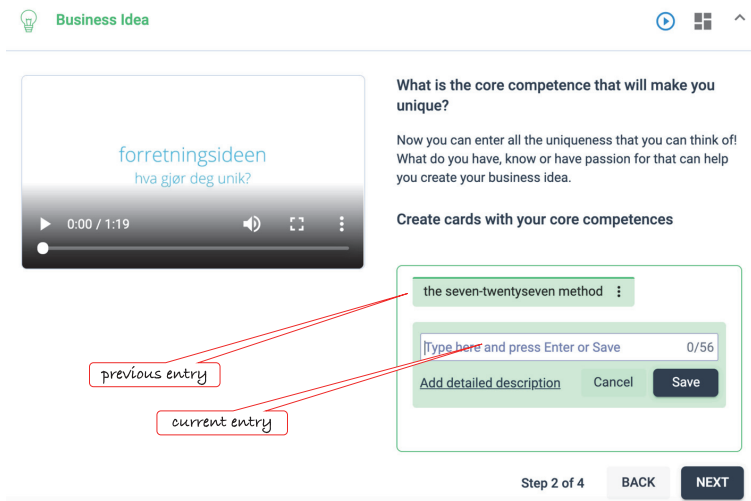 Business Idea
forretningsideen
hva gjør deg unik?
0:00 / 1:19
What is the core competence that will make you
unique?
Now you can enter all the uniqueness that you can think of!
What do you have, know or have passion for that can help
you create your business idea.
Create cards with your core competences
the seven-twentyseven method
Type here and press Enter or Save 0/56
Add detailed description Cancel Save
previous entry
current entry
Step 2 of 4 BACK NEXT